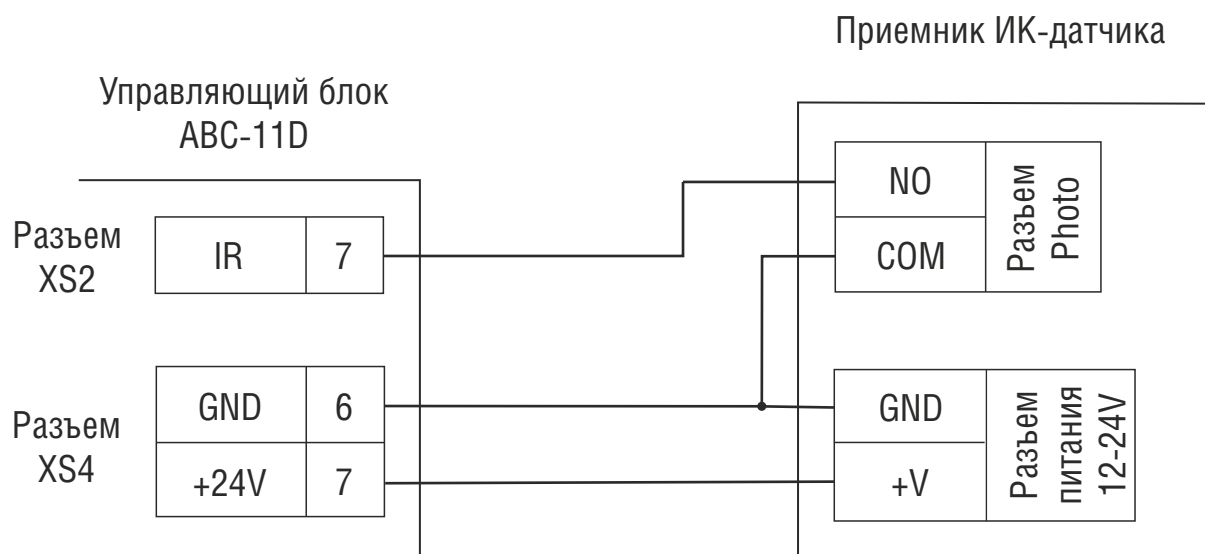 Приемник ИК-датчика
Управляющий блок
ABC-11D
Разъем
XS2
IR
7
NO
COM
Разъем
Photo
Разъем
XS4
GND
6
+24V
7
GND
+V
Разъем
питания
12-24V